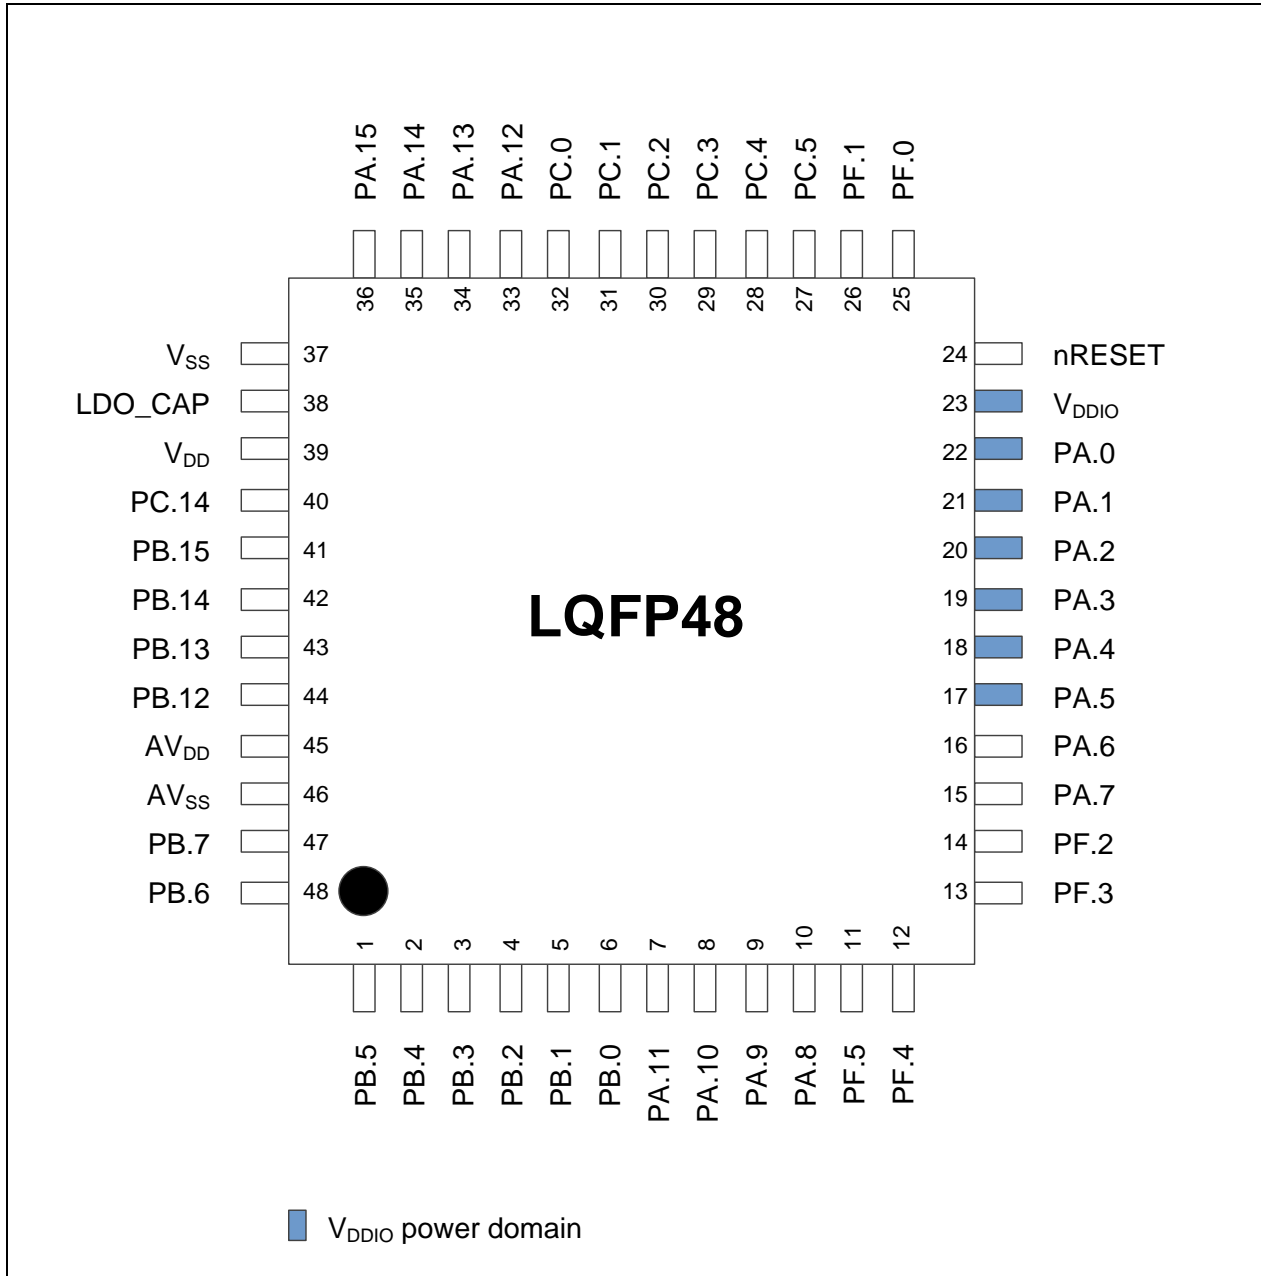 PA.15
PA.14
PA.13
PA.12
PC.0
PC.1
PC.2
PC.3
PC.4
PC.5
PF.1
PF.0
36
35
34
33
32
31
30
29
28
27
26
25
VSS 37
LDO_CAP 38
VDD 39
PC.14 40
PB.15 41
PB.14 42
PB.13 43
PB.12 44
AVDD 45
AVSS 46
PB.7 47
PB.6 48
LQFP48
24 nRESET
23 VDDIO
22 PA.0
21 PA.1
20 PA.2
19 PA.3
18 PA.4
17 PA.5
16 PA.6
15 PA.7
14 PF.2
13 PF.3
1
2
3
4
5
6
7
8
9
10
11
12
PB.5
PB.4
PB.3
PB.2
PB.1
PB.0
PA.11
PA.10
PA.9
PA.8
PF.5
PF.4
VDDIO power domain